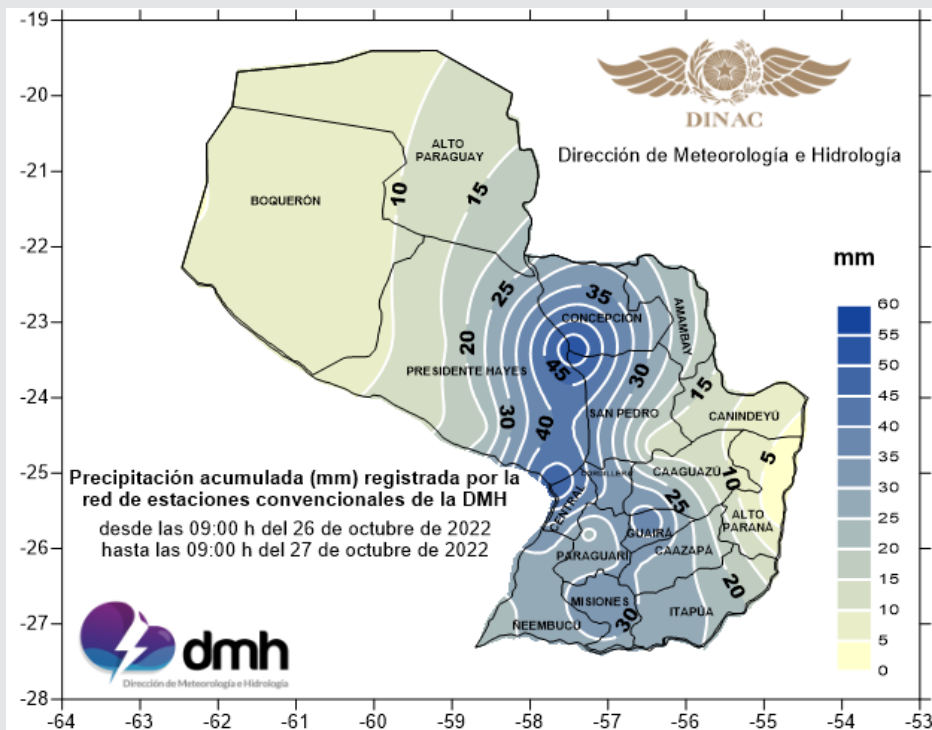 DINAC
Dirección de Meteorología e Hidrología
-19
-20
-21
-22
-23
-24
-25
-26
-27
-28
-64
-63
-62
-61
-60
-59
-58
-57
-56
-55
-54
-53
ALTO
PARAGUAY
BOQUERÓN
10
15
25
35
CONCEPCIÓN
AMAMBAY
20
45
PRESIDENTE HAYES
30
15
30
40
SAN PEDRO
CANINDEYÚ
5
CORDILLERA
CAAGUAZÚ
10
25
CENTRAL
ALTO
PARANÁ
GUAIRÁ
PARAGUARÍ
CAAZAPÁ
20
MISIONES
ITAPÚA
ÑEEMBUCÚ
30
mm
60
55
50
45
40
35
30
25
20
15
10
5
0
Precipitación acumulada (mm) registrada por la
red de estaciones convencionales de la DMH
desde las 09:00 h del 26 de octubre de 2022
hasta las 09:00 h del 27 de octubre de 2022
dmh
Dirección de Meteorología e Hidrología